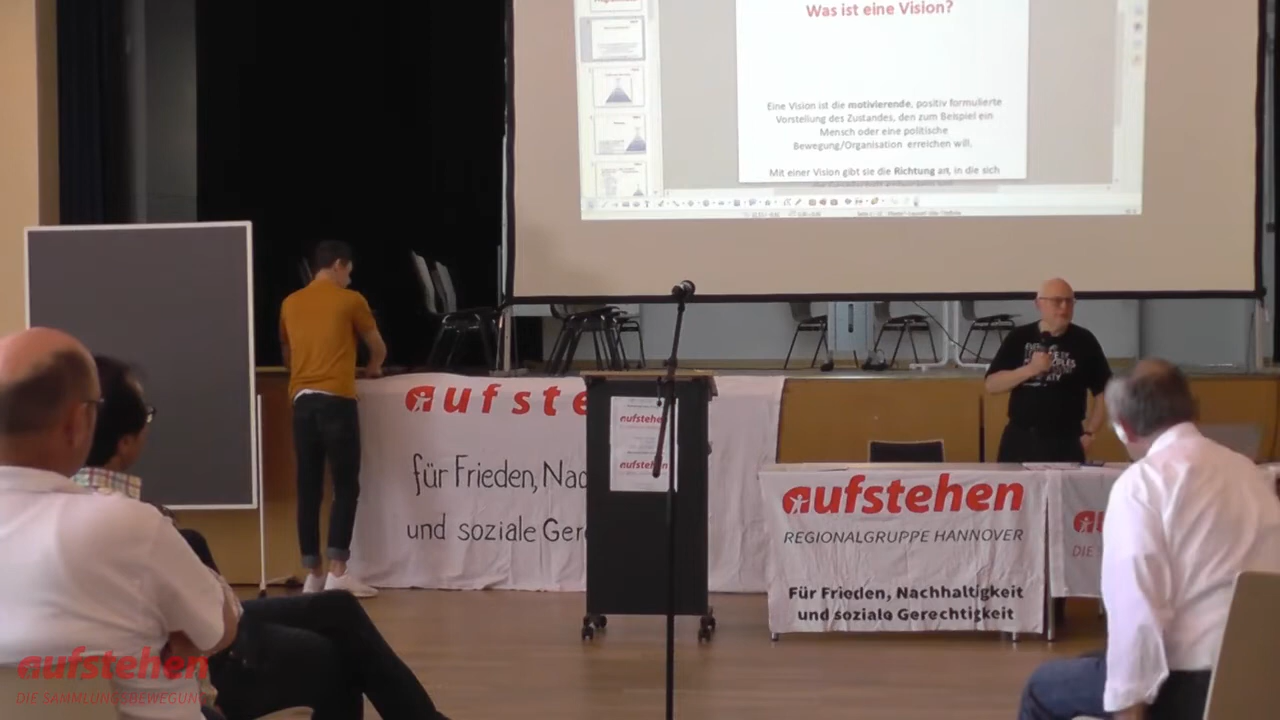 Was ist eine Vision?
Eine Vision ist die motivierende, positiv formulierte
Vorstellung des Zustandes, den zum Beispiel ein
Mensch oder eine politische
Bewegung/Organisation erreichen will.
Mit einer Vision gibt sie die Richtung an, in die sich
aufste
für Frieden, Nac
und soziale Ger
aufstehen
aufstehen
aufstehen
REGIONALGRUPPE HANNOVER
Für Frieden, Nachhaltigkeit
und soziale Gerechtigkeit
DIE
aufstehen
DIE SAMMLUNGSBEWEGUNG